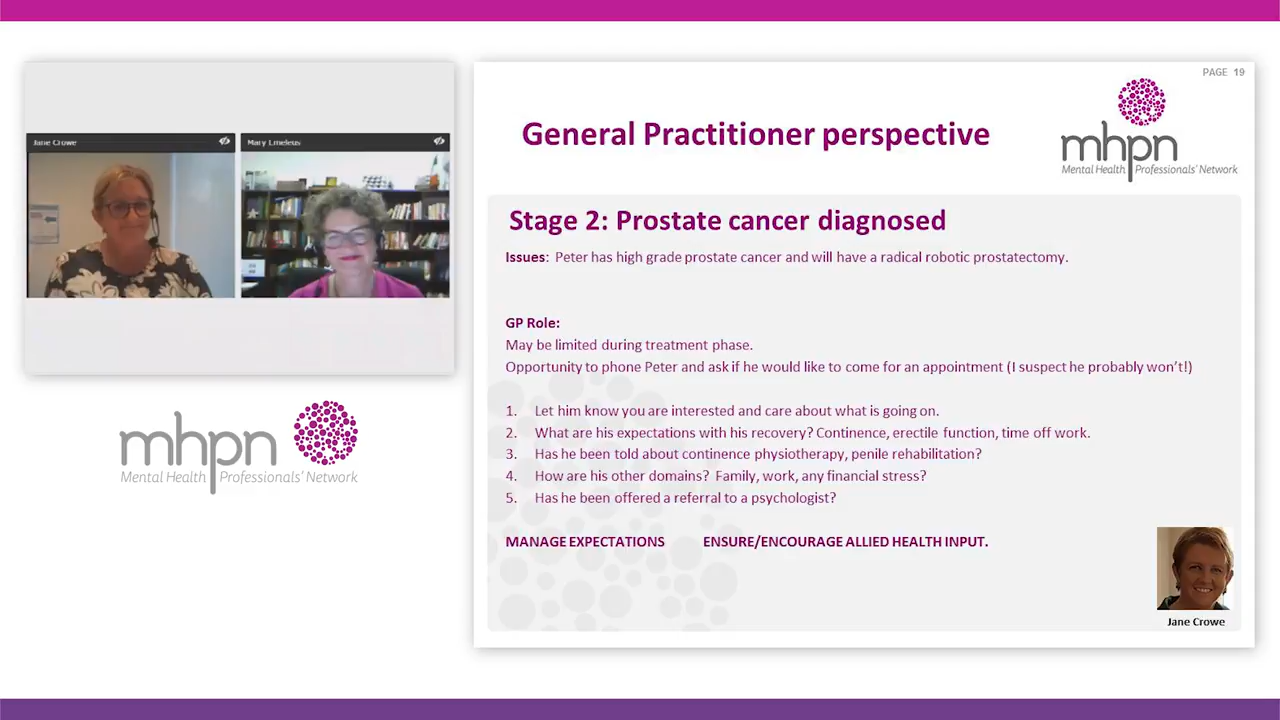 Jane Crowe
Mary Emeleus
mhpn
Mental Health Professionals' Network
PAGE 19
General Practitioner perspective
mhpn
Mental Health Professionals' Network
Stage 2: Prostate cancer diagnosed
Issues: Peter has high grade prostate cancer and will have a radical robotic prostatectomy.
GP Role:
May be limited during treatment phase.
Opportunity to phone Peter and ask if he would like to come for an appointment (I suspect he probably won't!)
1. Let him know you are interested and care about what is going on.
2. What are his expectations with his recovery? Continence, erectile function, time off work.
3. Has he been told about continence physiotherapy, penile rehabilitation?
4. How are his other domains? Family, work, any financial stress?
5. Has he been offered a referral to a psychologist?
MANAGE EXPECTATIONS ENSURE/ENCOURAGE ALLIED HEALTH INPUT.
Jane Crowe